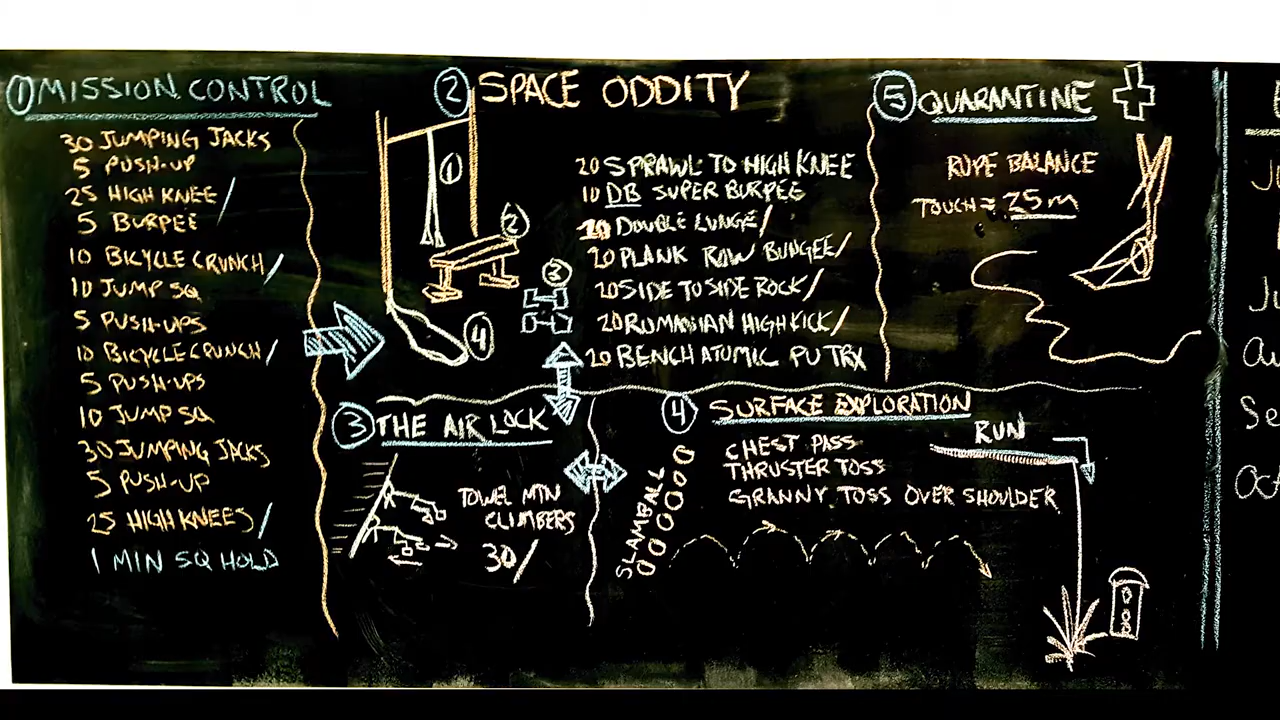 ① MISSION CONTROL
30 JUMPING JACKS
5 PUSH-UP
25 HIGH KNEE/
5 BURPEE
10 BICYCLE CRUNCH/
10 JUMP SQ
5 PUSH-UPS
10 BICYCLE CRUNCH/
5 PUSH-UPS
10 JUMP SQ
30 JUMPING JACKS
5 PUSH-UP
25 HIGH KNEES/
1 MIN SQ HOLD
② SPACE ODDITY
①
②
③
④
20 SPRAWL TO HIGH KNEE
10 DB SUPER BURPEE
DOUBLE LUNGE/
20 PLANK ROW BUNGEE/
20 SIDE TO SIDE ROCK/
20 ROMANIAN HIGH KICK/
20 BENCH ATOMIC PU TRX
③ THE AIR LOCK
TOWEL MTN
CLIMBERS
30/
④ SURFACE EXPLORATION
CHEST PASS
THRUSTER TOSS
GRANNY TOSS OVER SHOULDER
SLAMBALL
RUN
⑤ QUARANTINE
ROPE BALANCE
TOUCH = 25m